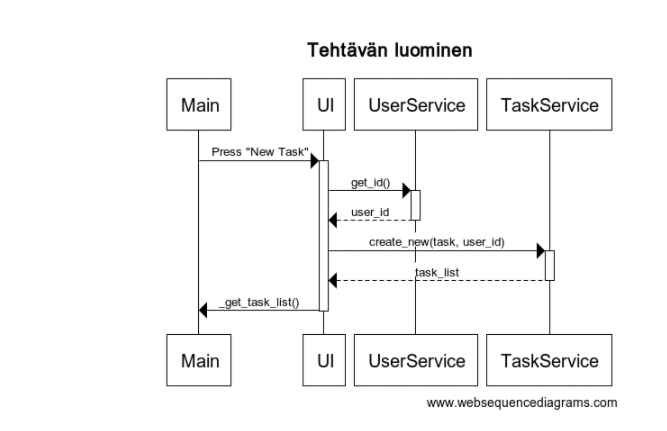 Tehtävän luominen
Main UI UserService TaskService
Press "New Task"
get_id()
user_id
create_new(task, user_id)
task_list
_get_task_list()
Main UI UserService TaskService
www.websequencediagrams.com